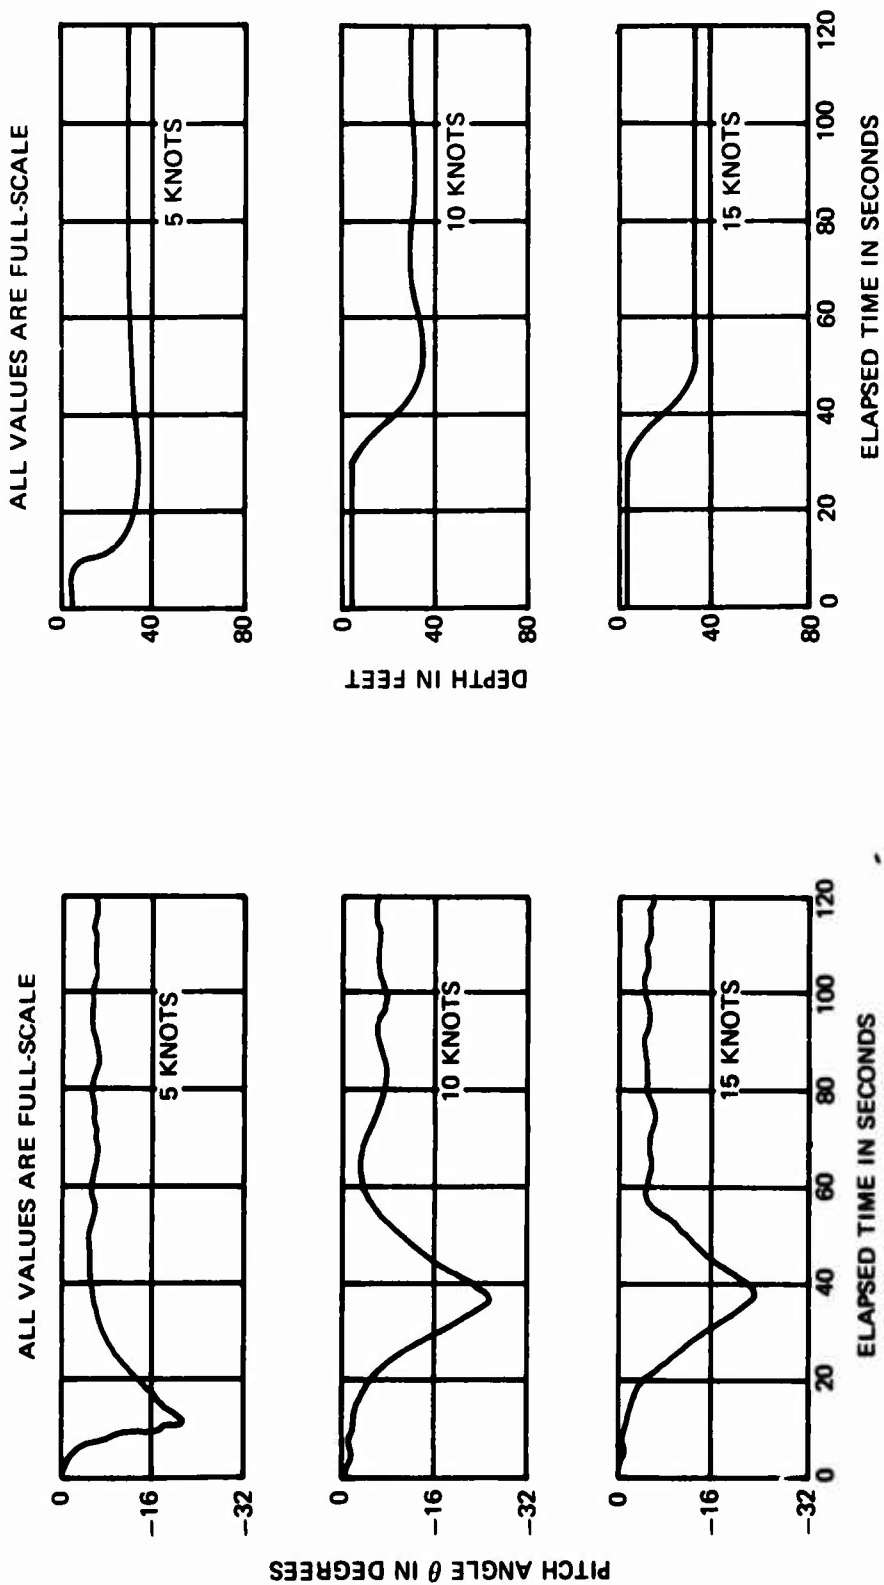 ALL VALUES ARE FULL-SCALE
PITCH ANGLE θ IN DEGREES
0
-16
-32
5 KNOTS
0
-16
-32
10 KNOTS
0
-16
-32
15 KNOTS
0
20
40
60
80
100
120
ELAPSED TIME IN SECONDS
ALL VALUES ARE FULL-SCALE
DEPTH IN FEET
0
40
80
5 KNOTS
0
40
80
10 KNOTS
0
40
80
15 KNOTS
0
20
40
60
80
100
120
ELAPSED TIME IN SECONDS